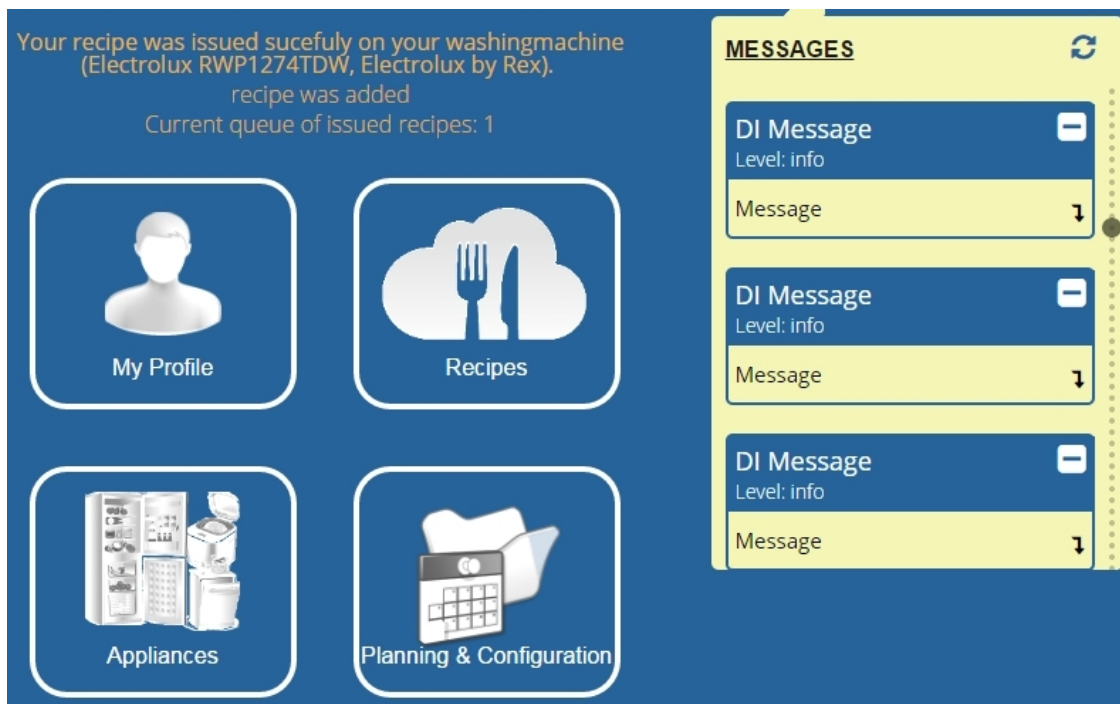 Your recipe was issued sucefuly on your washingmachine
(Electrolux RWP1274TDW, Electrolux by Rex).
recipe was added
Current queue of issued recipes: 1
My Profile
Recipes
Appliances
Planning & Configuration
MESSAGES
DI Message
Level: info
Message
DI Message
Level: info
Message
DI Message
Level: info
Message